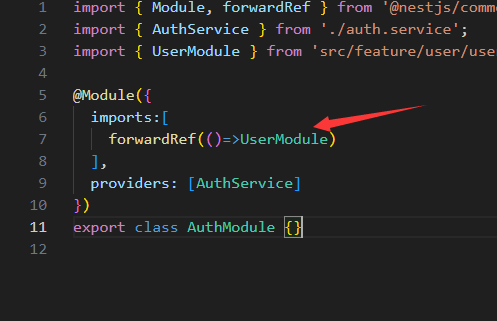 1 import { Module, forwardRef } from '@nestjs/comm
2 import { AuthService } from './auth.service';
3 import { UserModule } from 'src/feature/user/use
4
5 @Module({
6 imports:[
7 forwardRef(()=>UserModule)
8 ],
9 providers: [AuthService]
10 })
11 export class AuthModule {}
12